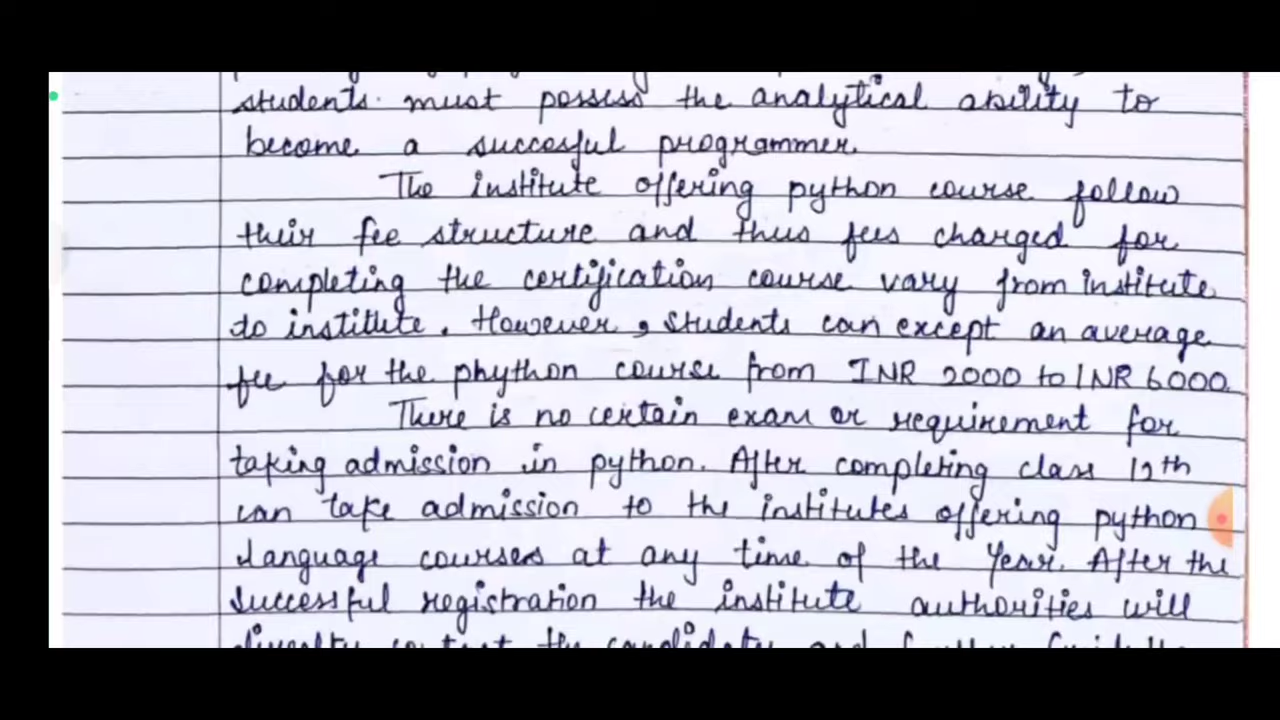 students must possess the analytical ability to
become a succesful programmer.
The institute offering python course follow
their fee structure and thus fees charged for
completing the certification course vary from institute
to institute. However, students can except an average
fee for the phython course from INR 2000 to INR 6000
There is no certain exam or requirement for
taking admission in python. After completing class 12th
can take admission to the institutes offering python
language courses at any time of the Year. After the
successful registration the institute authorities will
the candidate and further